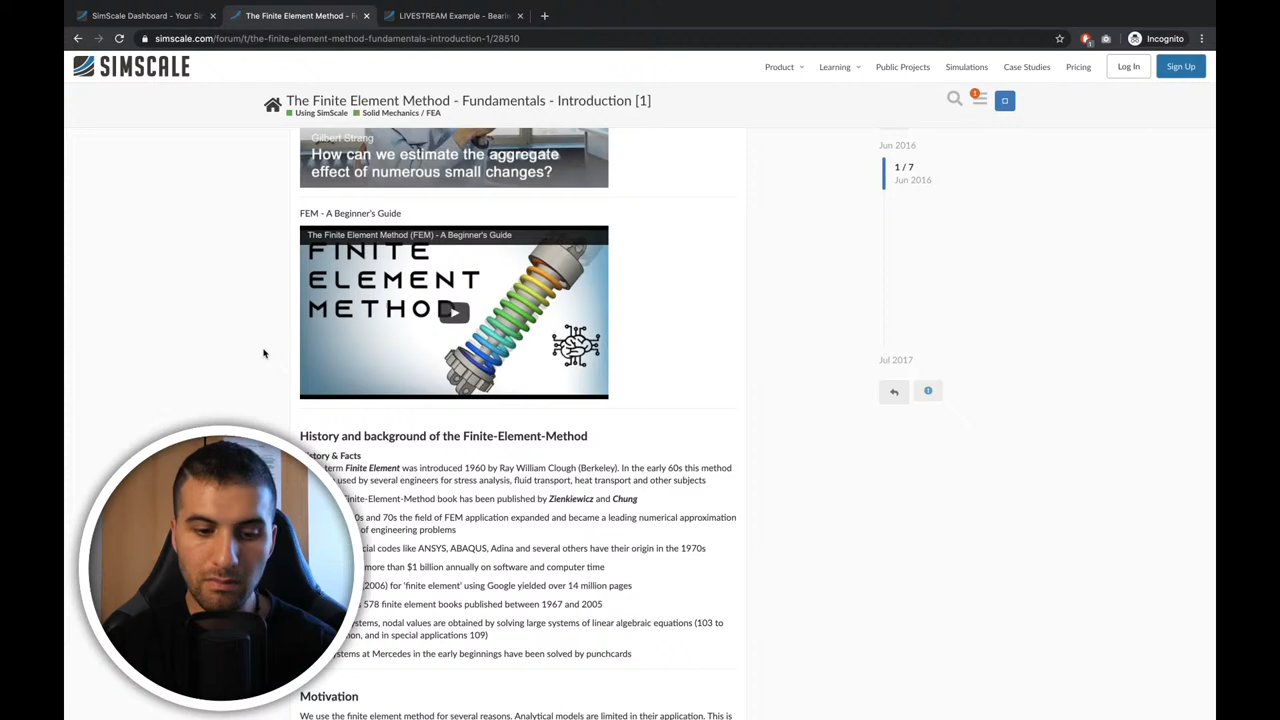 SimScale Dashboard - Your Si
The Finite Element Method - F
LIVESTREAM Example - Beari
simscale.com/forum/t/the-finite-element-method-fundamentals-introduction-1/28510
Incognito
SIMSCALE
Product
Learning
Public Projects
Simulations
Case Studies
Pricing
Log In
Sign Up
The Finite Element Method - Fundamentals - Introduction [1]
Using SimScale
Solid Mechanics / FEA
1
Gilbert Strang
How can we estimate the aggregate
effect of numerous small changes?
Jun 2016
1 / 7
Jun 2016
Jul 2017
FEM - A Beginner's Guide
The Finite Element Method (FEM) - A Beginner's Guide
FINITE
ELEMENT
METHOD
History and background of the Finite-Element-Method
story & Facts
term Finite Element was introduced 1960 by Ray William Clough (Berkeley). In the early 60s this method
used by several engineers for stress analysis, fluid transport, heat transport and other subjects
Finite-Element-Method book has been published by Zienkiewicz and Chung
0s and 70s the field of FEM application expanded and became a leading numerical approximation
of engineering problems
cial codes like ANSYS, ABAQUS, Adina and several others have their origin in the 1970s
more than $1 billion annually on software and computer time
(2006) for 'finite element' using Google yielded over 14 million pages
578 finite element books published between 1967 and 2005
stems, nodal values are obtained by solving large systems of linear algebraic equations (103 to
on, and in special applications 109)
ystems at Mercedes in the early beginnings have been solved by punchcards
Motivation
We use the finite element method for several reasons. Analytical models are limited in their application. This is